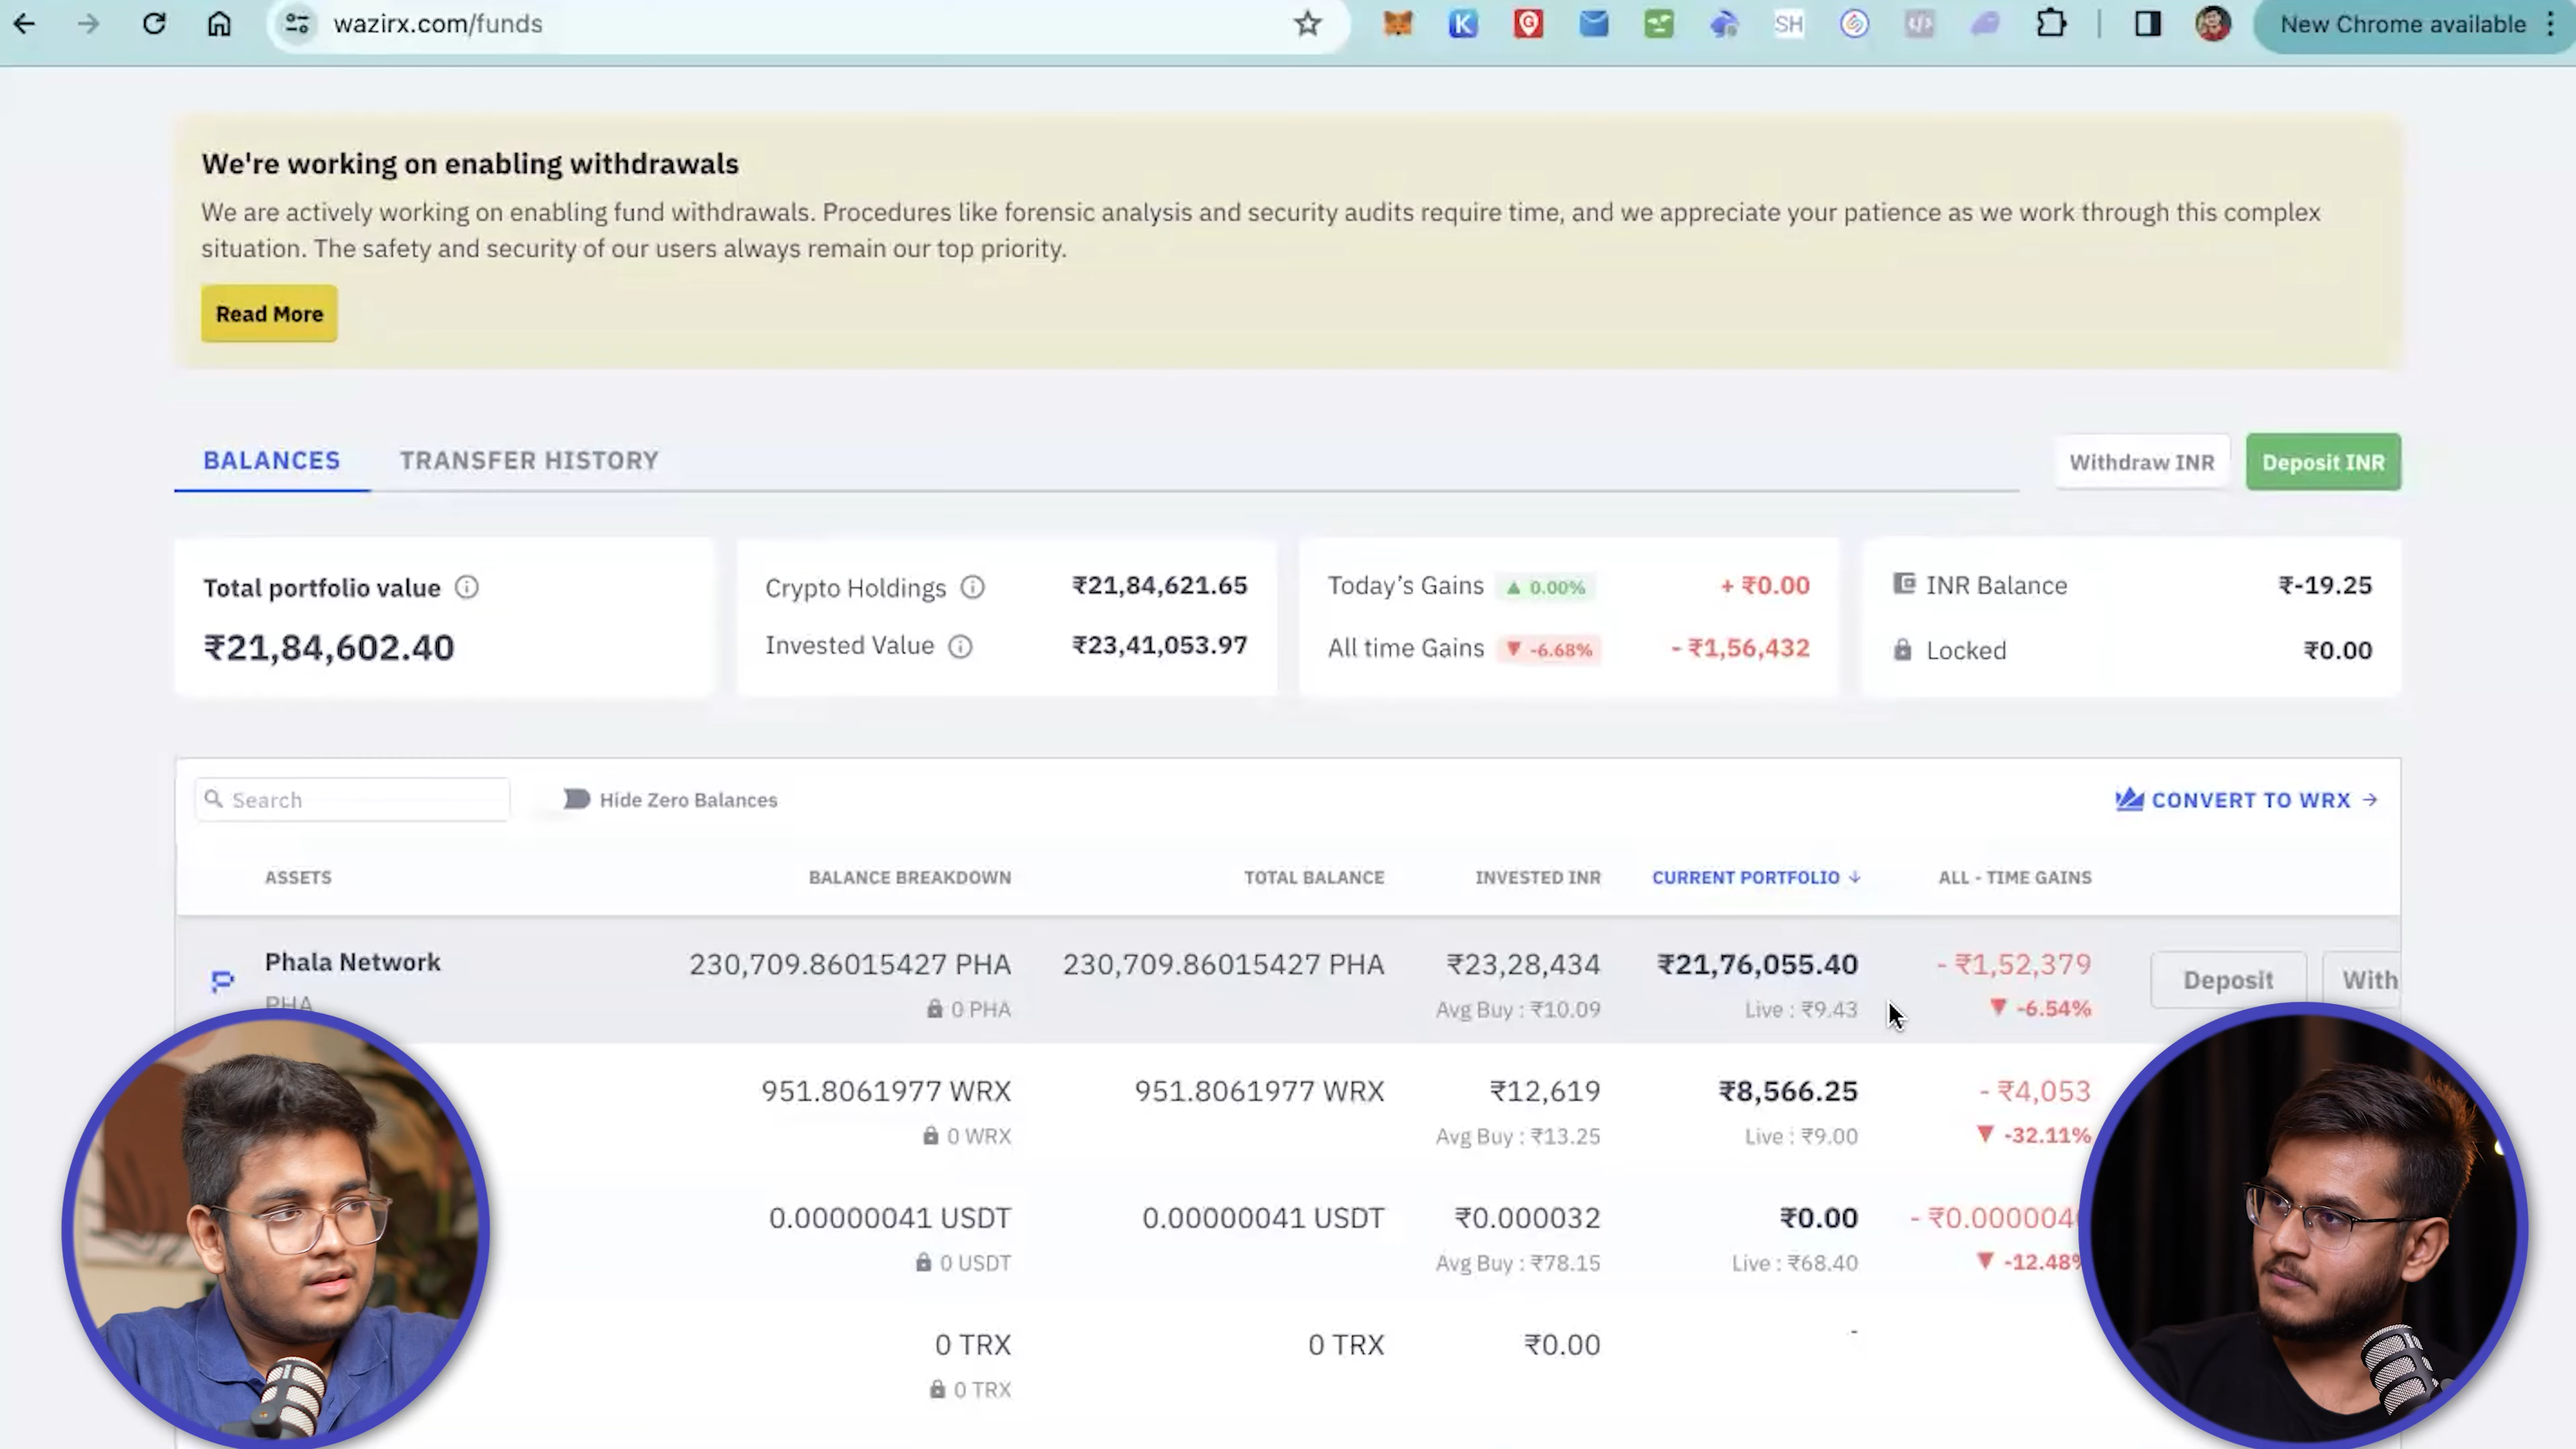 wazirx.com/funds
SH
New Chrome available
We're working on enabling withdrawals
We are actively working on enabling fund withdrawals. Procedures like forensic analysis and security audits require time, and we appreciate your patience as we work through this complex
situation. The safety and security of our users always remain our top priority.
Read More
BALANCES TRANSFER HISTORY
Withdraw INR Deposit INR
Total portfolio value
₹21,84,602.40
Crypto Holdings ₹21,84,621.65
Invested Value ₹23,41,053.97
Today's Gains ▲ 0.00% + ₹0.00
All time Gains ▼ -6.68% - ₹1,56,432
INR Balance ₹-19.25
Locked ₹0.00
Search Hide Zero Balances CONVERT TO WRX →
ASSETS BALANCE BREAKDOWN TOTAL BALANCE INVESTED INR CURRENT PORTFOLIO ↓ ALL - TIME GAINS
Phala Network 230,709.86015427 PHA 230,709.86015427 PHA ₹23,28,434 ₹21,76,055.40 - ₹1,52,379 Deposit With
PHA 0 PHA Avg Buy : ₹10.09 Live : ₹9.43 ▼ -6.54%
951.8061977 WRX 951.8061977 WRX ₹12,619 ₹8,566.25 - ₹4,053
0 WRX Avg Buy : ₹13.25 Live : ₹9.00 ▼ -32.11%
0.00000041 USDT 0.00000041 USDT ₹0.000032 ₹0.00 - ₹0.000004
0 USDT Avg Buy : ₹78.15 Live : ₹68.40 ▼ -12.48%
0 TRX 0 TRX ₹0.00 -
0 TRX